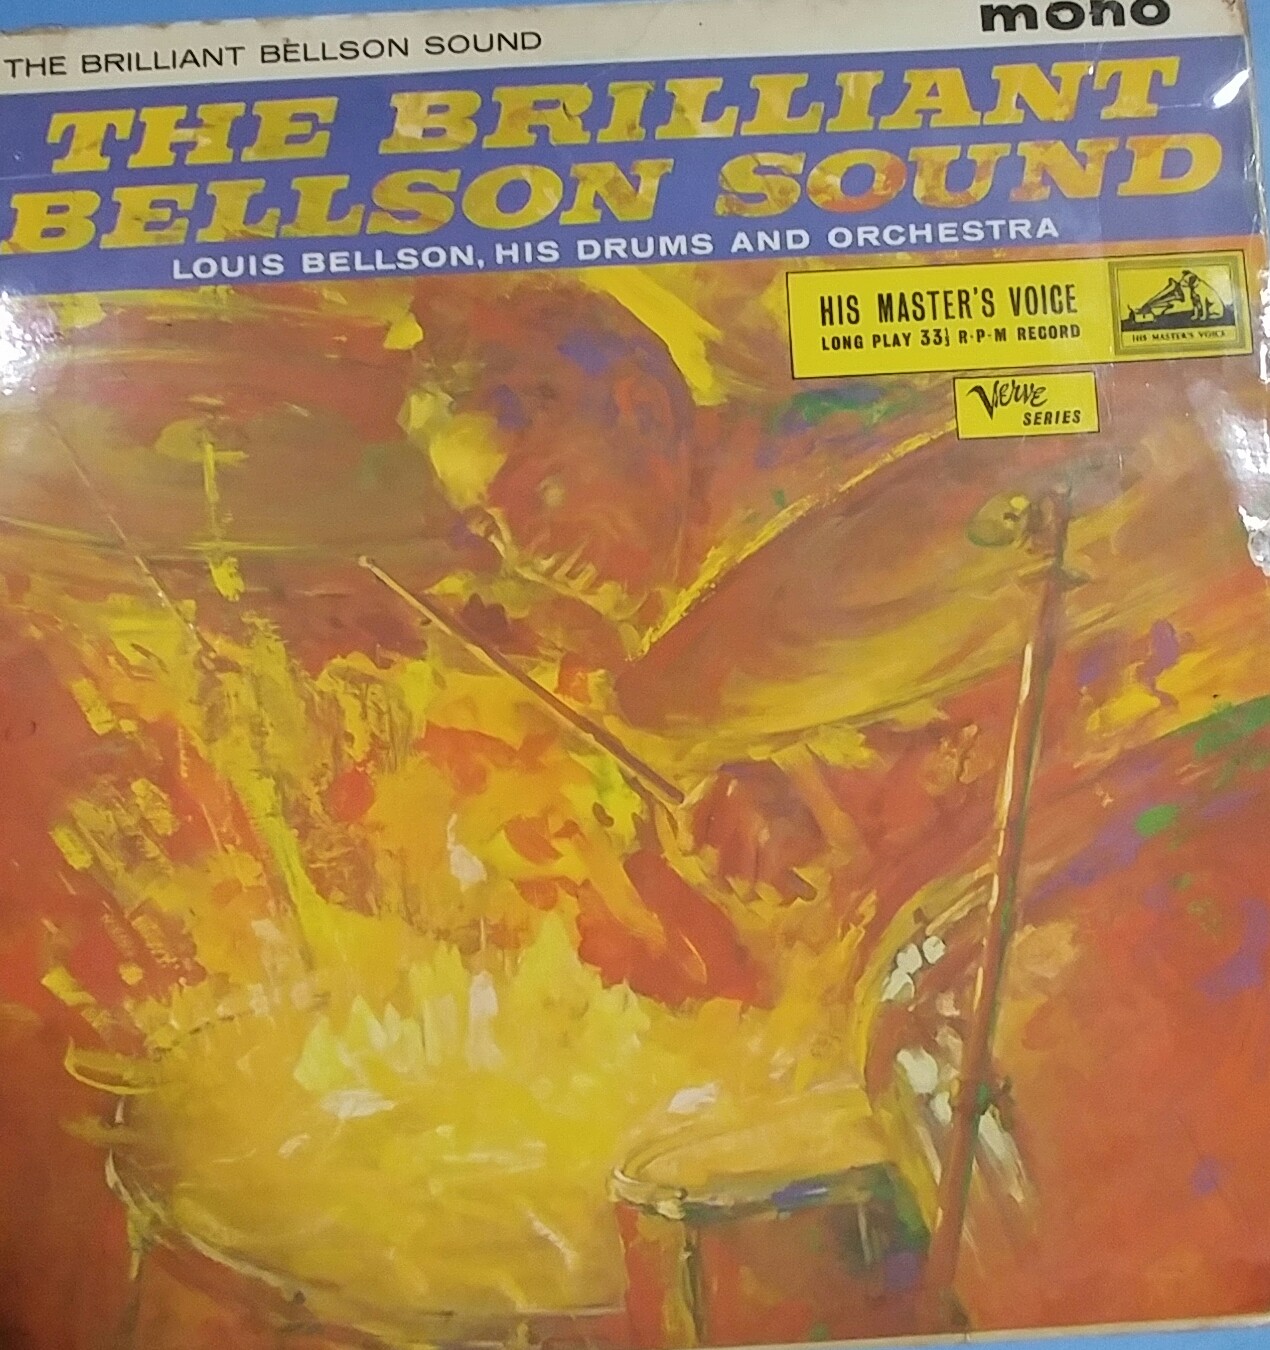 mono
THE BRILLIANT BELLSON SOUND
THE BRILLIANT
BELLSON SOUND
LOUIS BELLSON, HIS DRUMS AND ORCHESTRA
HIS MASTER'S VOICE
LONG PLAY 33⅓ R·P·M RECORD
HIS MASTER'S VOICE
Verve
SERIES